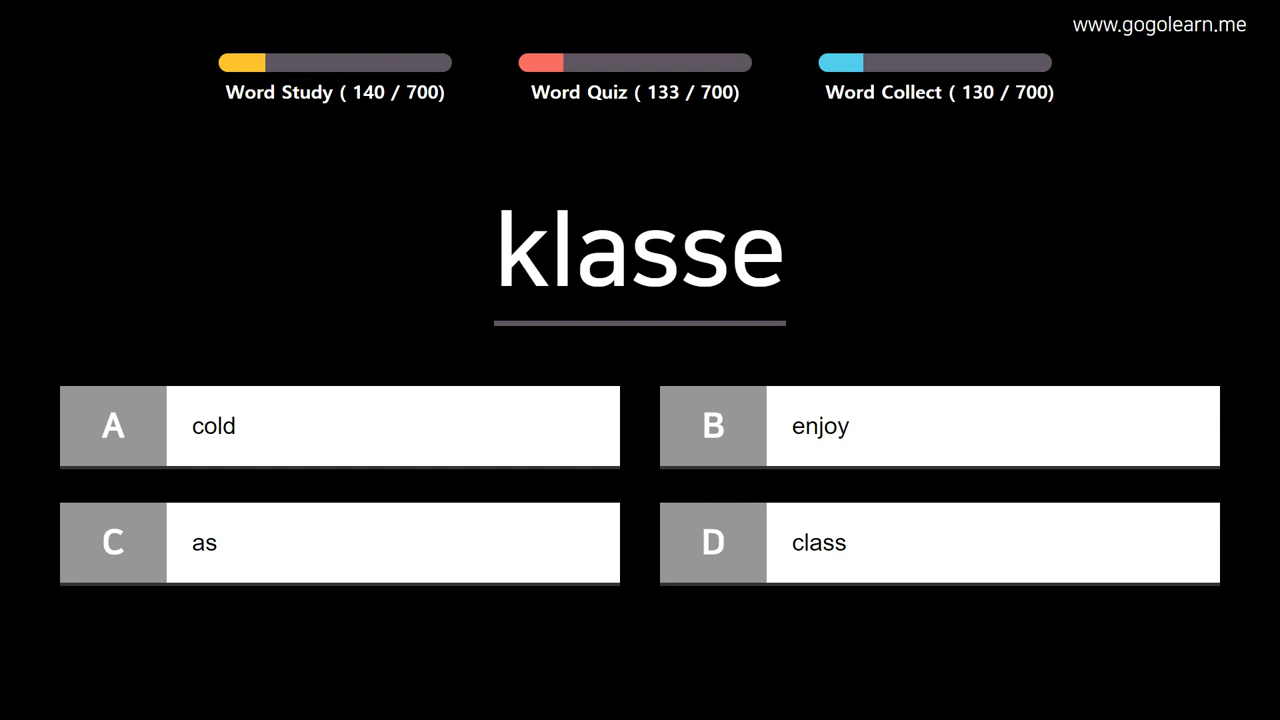 www.gogolearn.me
Word Study ( 140 / 700)
Word Quiz ( 133 / 700)
Word Collect ( 130 / 700)
klasse
A cold
B enjoy
C as
D class